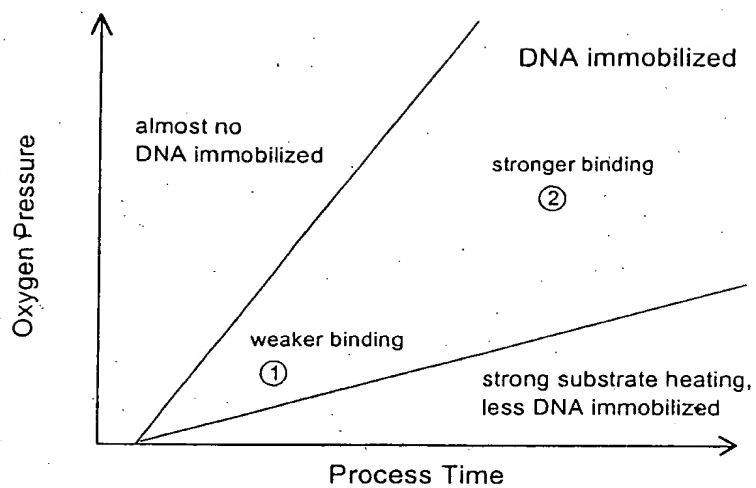 DNA immobilized
almost no
DNA immobilized
stronger binding
2
Oxygen Pressure
weaker binding
1
strong substrate heating,
less DNA immobilized
Process Time